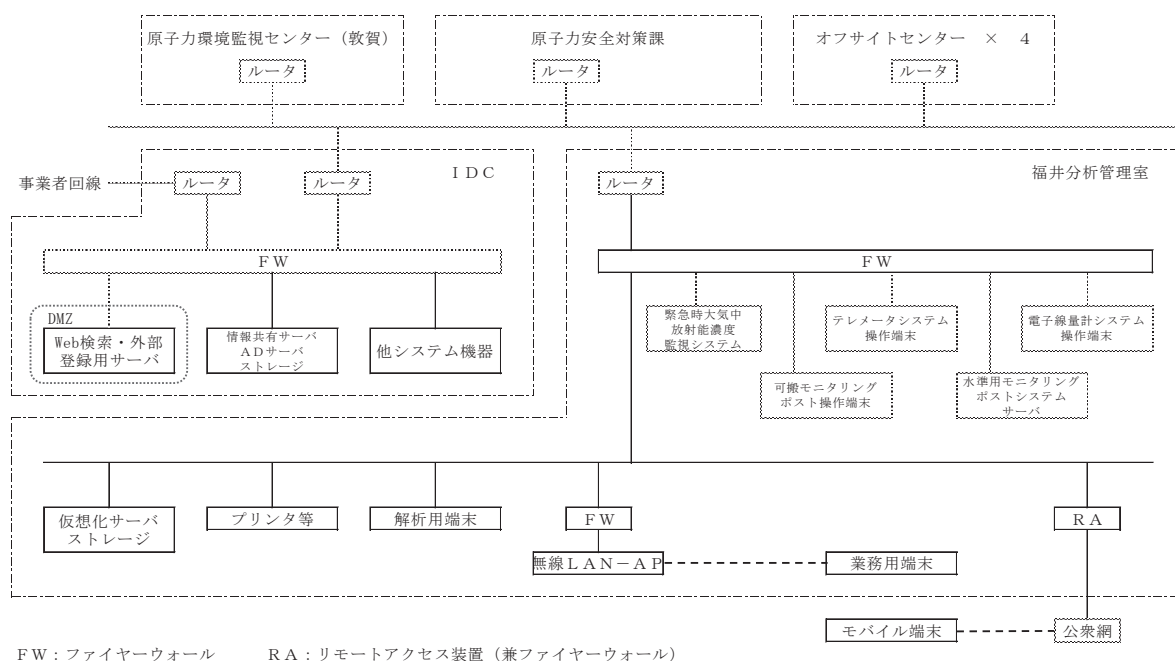 原子力環境監視センター（敦賀）
ルータ
原子力安全対策課
ルータ
オフサイトセンター　×　４
ルータ
ＩＤＣ
事業者回線
ルータ
ルータ
ＦＷ
DMZ
Web検索・外部
登録用サーバ
情報共有サーバ
ＡＤサーバ
ストレージ
他システム機器
福井分析管理室
ルータ
ＦＷ
緊急時大気中
放射能濃度
監視システム
テレメータシステム
操作端末
電子線量計システム
操作端末
可搬モニタリング
ポスト操作端末
水準用モニタリング
ポストシステム
サーバ
仮想化サーバ
ストレージ
プリンタ等
解析用端末
ＦＷ
ＲＡ
無線ＬＡＮ－ＡＰ
業務用端末
モバイル端末
公衆網
ＦＷ：ファイヤーウォール　　ＲＡ：リモートアクセス装置（兼ファイヤーウォール）